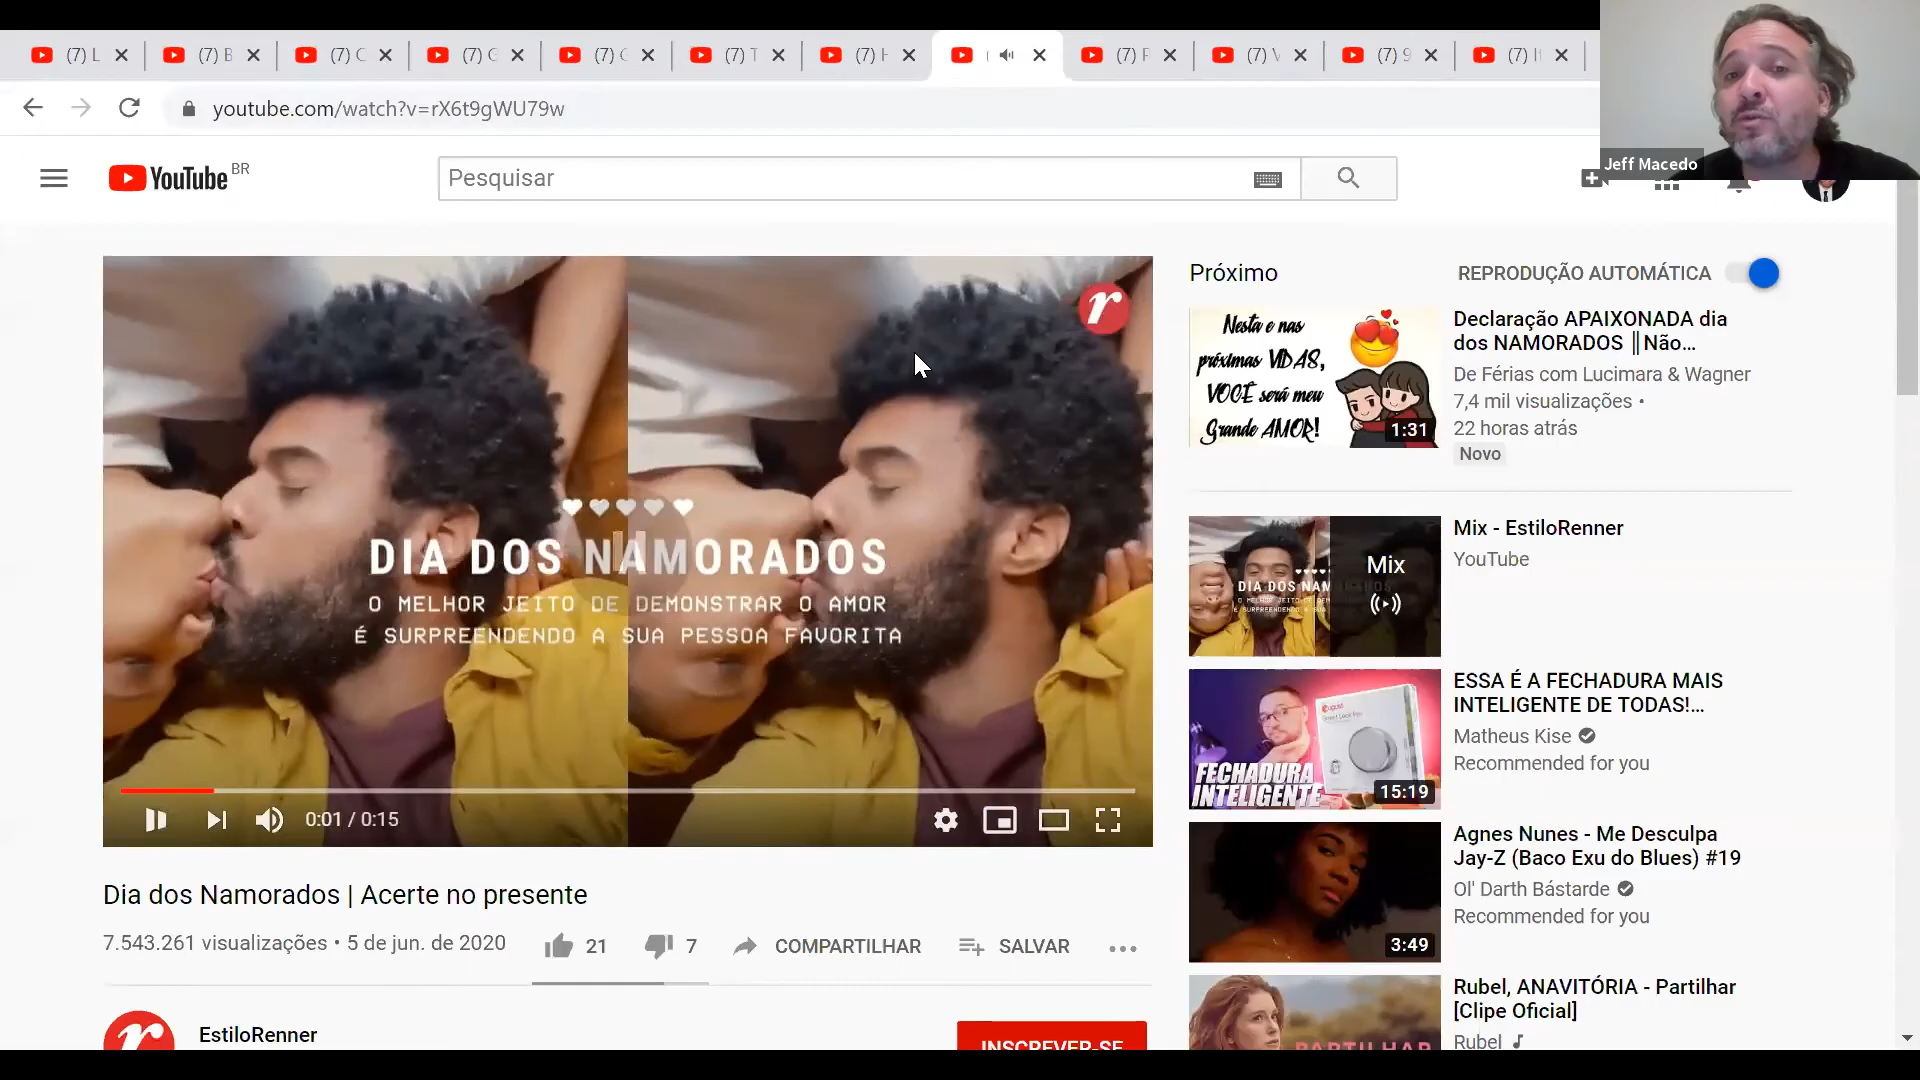 (7) L
(7) B
(7) C
(7) G
(7) C
(7) T
(7) H
(7) F
(7) V
(7) 9
(7) I
youtube.com/watch?v=rX6t9gWU79w
Jeff Macedo
YouTube BR
Pesquisar
r
DIA DOS NAMORADOS
O MELHOR JEITO DE DEMONSTRAR O AMOR
É SURPREENDENDO A SUA PESSOA FAVORITA
0:01 / 0:15
Dia dos Namorados | Acerte no presente
7.543.261 visualizações • 5 de jun. de 2020
21
7
COMPARTILHAR
SALVAR
EstiloRenner
INSCREVER-SE
Próximo
REPRODUÇÃO AUTOMÁTICA
Nesta e nas
próximas VIDAS,
VOCÊ será meu
Grande AMOR!
1:31
Declaração APAIXONADA dia
dos NAMORADOS ║Não...
De Férias com Lucimara & Wagner
7,4 mil visualizações •
22 horas atrás
Novo
DIA DOS NAM
Mix
Mix - EstiloRenner
YouTube
FECHADURA
INTELIGENTE
15:19
ESSA É A FECHADURA MAIS
INTELIGENTE DE TODAS!...
Matheus Kise
Recommended for you
3:49
Agnes Nunes - Me Desculpa
Jay-Z (Baco Exu do Blues) #19
Ol' Darth Bástarde
Recommended for you
PARTILHAR
Rubel, ANAVITÓRIA - Partilhar
[Clipe Oficial]
Rubel